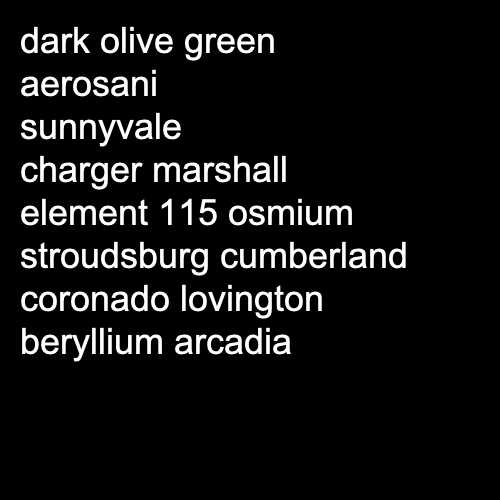 dark olive green
aerosani
sunnyvale
charger marshall
element 115 osmium
stroudsburg cumberland
coronado lovington
beryllium arcadia